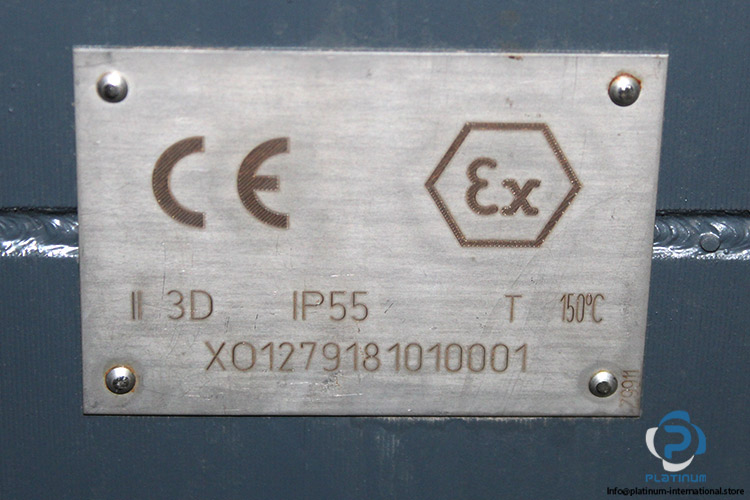 CE Ex
II 3D IP55 T 150°C
XO1279181010001
PLATINUM
Info@platinum-international.store